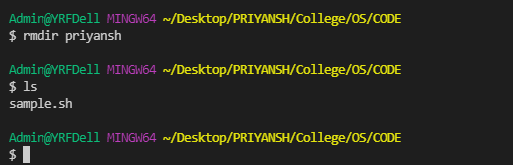 Admin@YRFDell MINGW64 ~/Desktop/PRIYANSH/College/OS/CODE
$ rmdir priyansh
Admin@YRFDell MINGW64 ~/Desktop/PRIYANSH/College/OS/CODE
$ ls
sample.sh
Admin@YRFDell MINGW64 ~/Desktop/PRIYANSH/College/OS/CODE
$